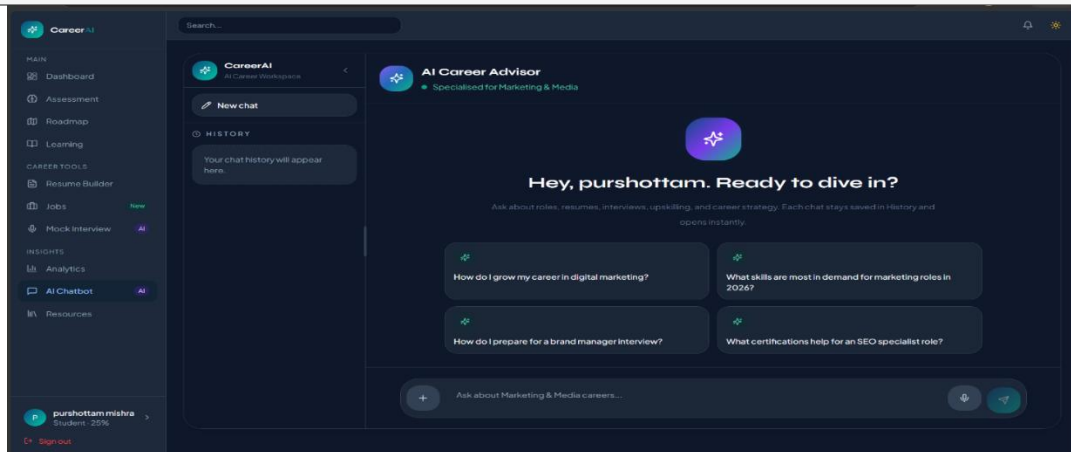 CareerAI
MAIN
Dashboard
Assessment
Roadmap
Learning
CAREER TOOLS
Resume Builder
Jobs New
Mock Interview AI
INSIGHTS
Analytics
AI Chatbot AI
Resources
P
purshottam mishra
Student · 25%
Sign out
Search...
CareerAI
AI Career Workspace
New chat
HISTORY
Your chat history will appear
here.
AI Career Advisor
Specialised for Marketing & Media
Hey, purshottam. Ready to dive in?
Ask about roles, resumes, interviews, upskilling, and career strategy. Each chat stays saved in History and
opens instantly.
How do I grow my career in digital marketing?
What skills are most in demand for marketing roles in
2026?
How do I prepare for a brand manager interview?
What certifications help for an SEO specialist role?
Ask about Marketing & Media careers...